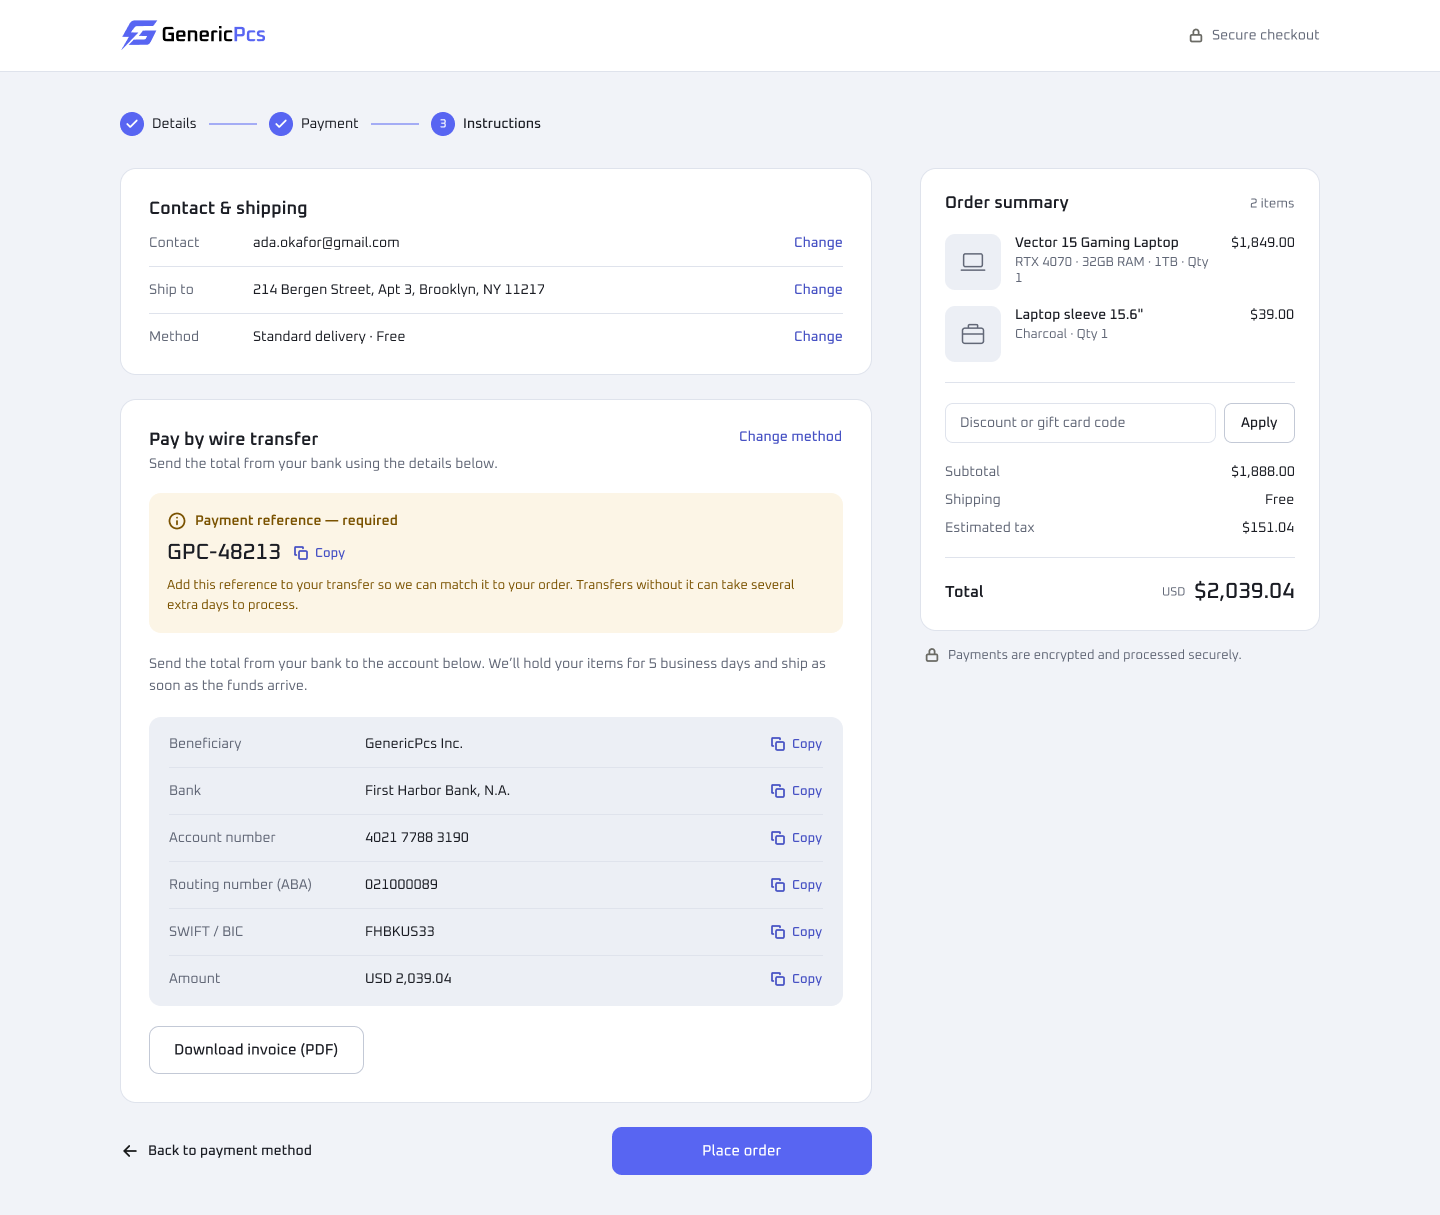 GenericPcs
Secure checkout
Details
Payment
3
Instructions
Contact & shipping
Contact
ada.okafor@gmail.com
Change
Ship to
214 Bergen Street, Apt 3, Brooklyn, NY 11217
Change
Method
Standard delivery · Free
Change
Pay by wire transfer
Change method
Send the total from your bank using the details below.
Payment reference — required
GPC-48213
Copy
Add this reference to your transfer so we can match it to your order. Transfers without it can take several
extra days to process.
Send the total from your bank to the account below. We’ll hold your items for 5 business days and ship as
soon as the funds arrive.
Beneficiary
GenericPcs Inc.
Copy
Bank
First Harbor Bank, N.A.
Copy
Account number
4021 7788 3190
Copy
Routing number (ABA)
021000089
Copy
SWIFT / BIC
FHBKUS33
Copy
Amount
USD 2,039.04
Copy
Download invoice (PDF)
Back to payment method
Place order
Order summary
2 items
Vector 15 Gaming Laptop
$1,849.00
RTX 4070 · 32GB RAM · 1TB · Qty
1
Laptop sleeve 15.6"
$39.00
Charcoal · Qty 1
Discount or gift card code
Apply
Subtotal
$1,888.00
Shipping
Free
Estimated tax
$151.04
Total
USD $2,039.04
Payments are encrypted and processed securely.